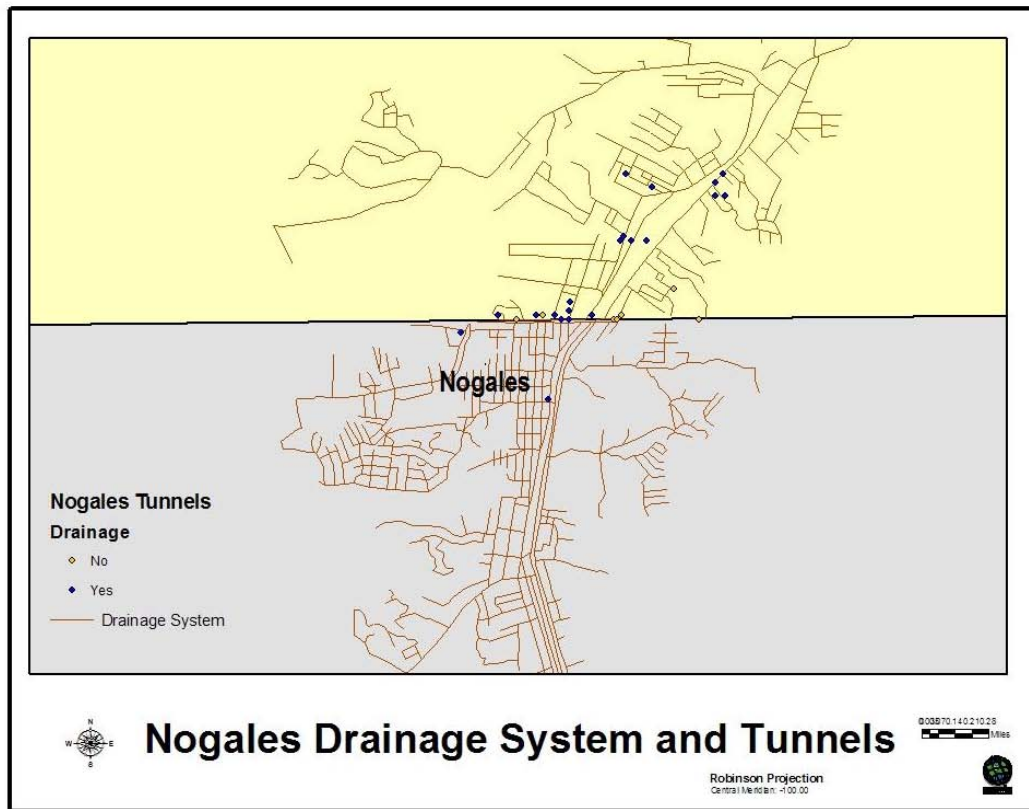 Nogales
Nogales Tunnels
Drainage
No
Yes
Drainage System
N
W E
S
Nogales Drainage System and Tunnels
Miles
Robinson Projection
Central Meridian: -100.00